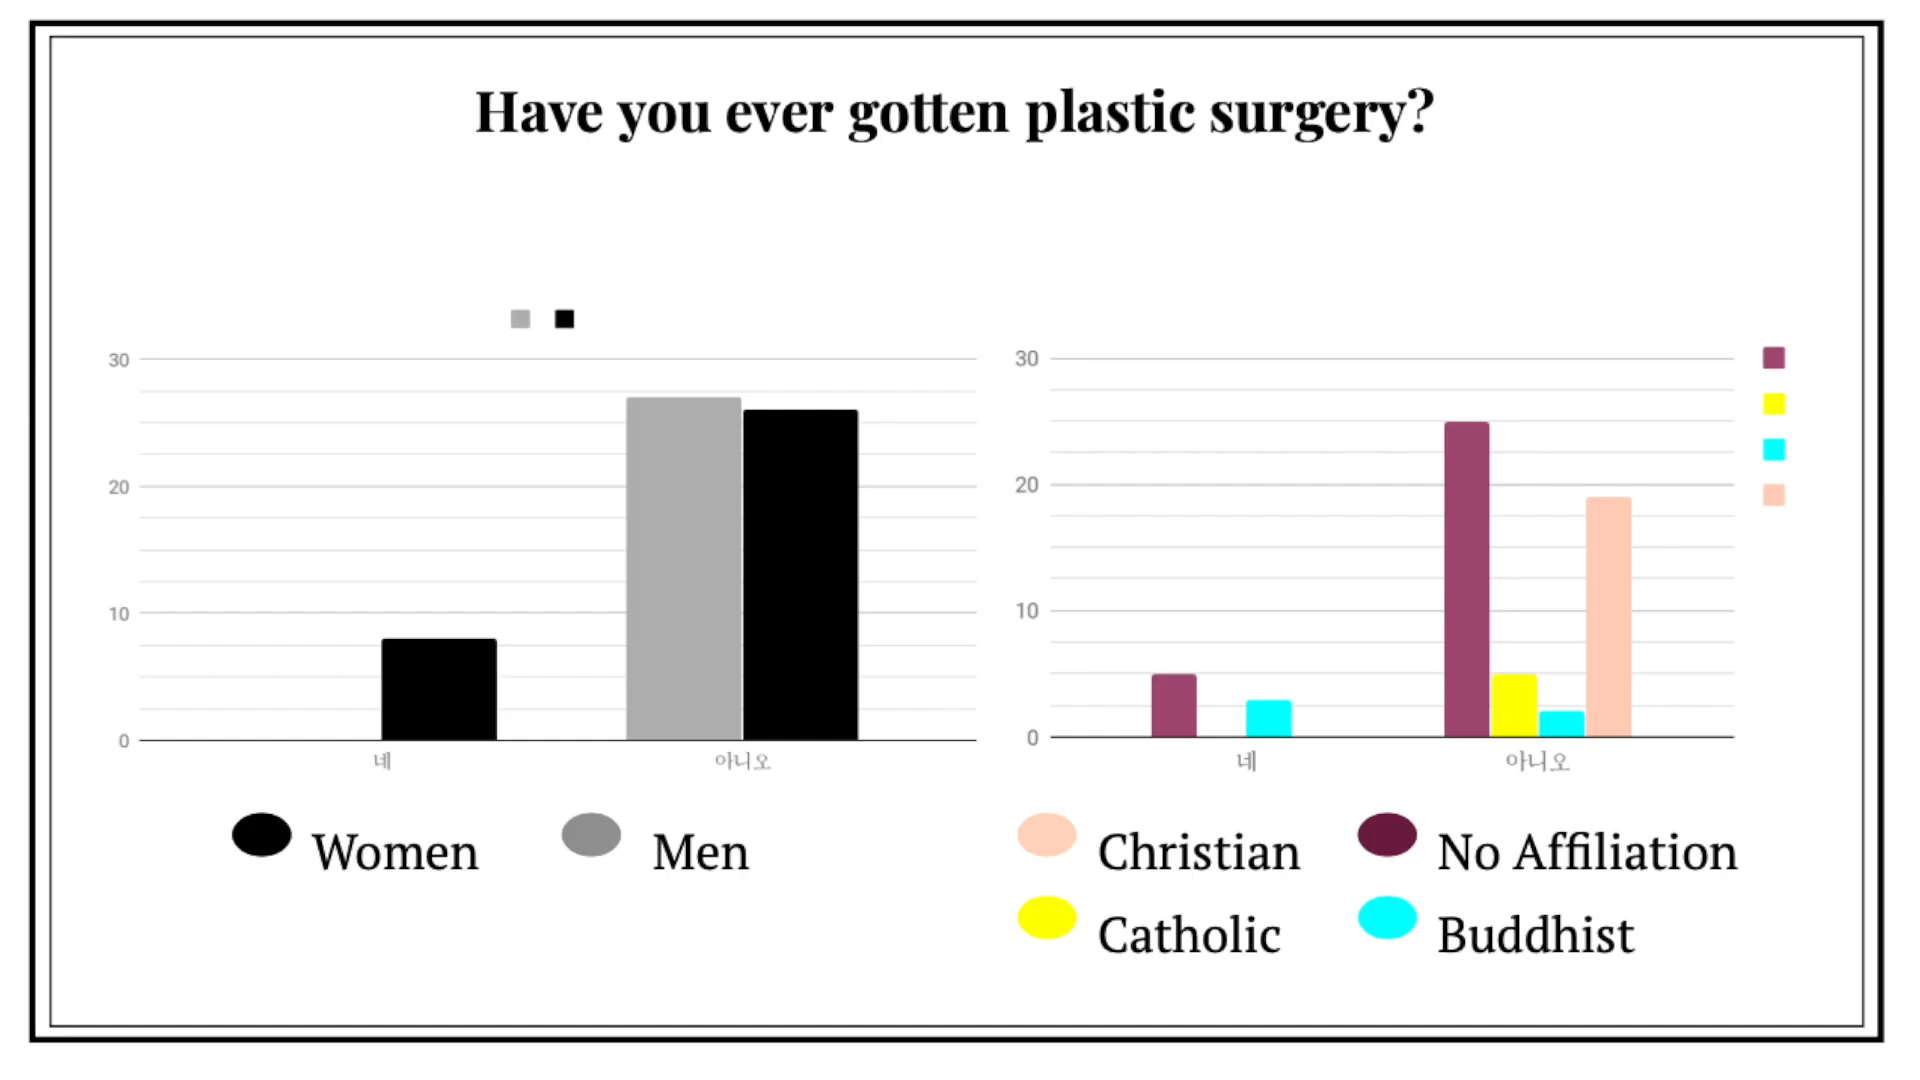 Have you ever gotten plastic surgery?
30
20
10
0
네 아니오
Women Men
30
20
10
0
네 아니오
Christian No Affiliation
Catholic Buddhist